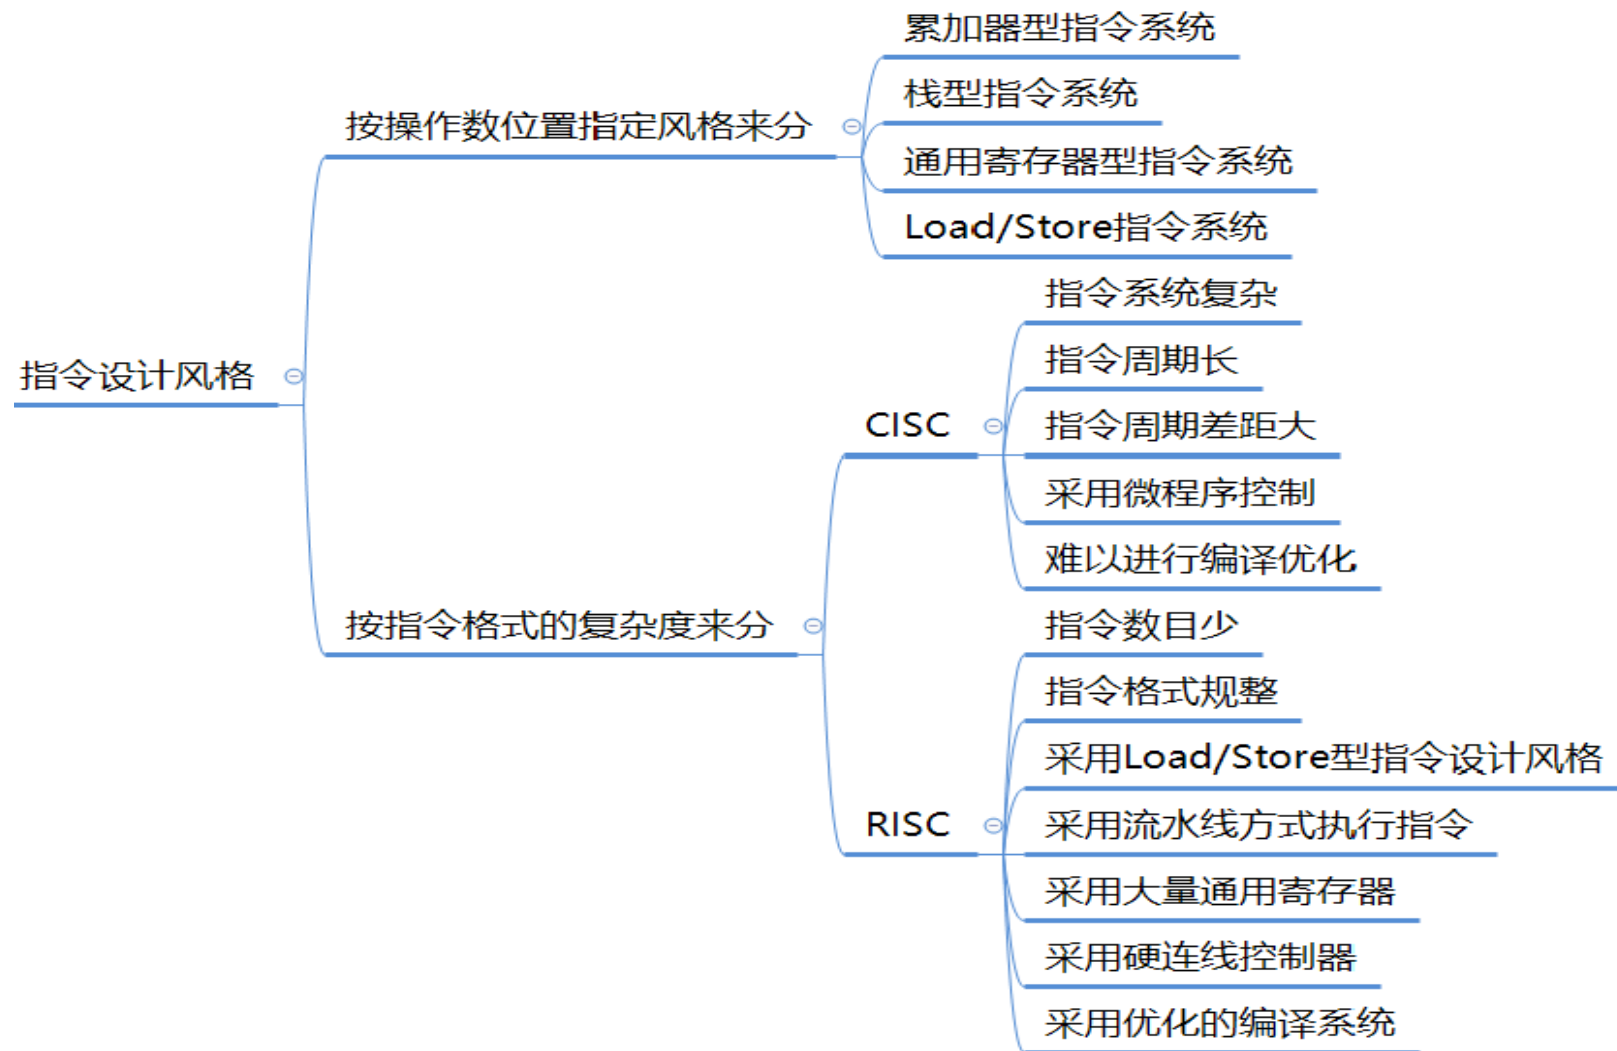 指令设计风格
按操作数位置指定风格来分
累加器型指令系统
栈型指令系统
通用寄存器型指令系统
Load/Store指令系统
按指令格式的复杂度来分
CISC
指令系统复杂
指令周期长
指令周期差距大
采用微程序控制
难以进行编译优化
RISC
指令数目少
指令格式规整
采用Load/Store型指令设计风格
采用流水线方式执行指令
采用大量通用寄存器
采用硬连线控制器
采用优化的编译系统